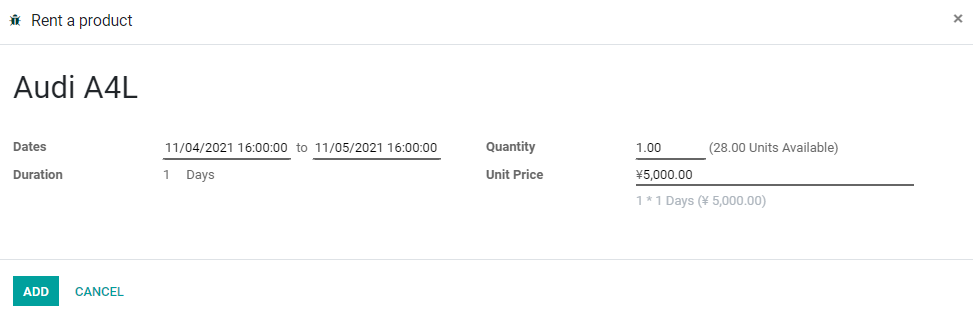 Rent a product
×
Audi A4L
Dates 11/04/2021 16:00:00 to 11/05/2021 16:00:00 Quantity 1.00 (28.00 Units Available)
Duration 1 Days Unit Price ¥5,000.00
1 * 1 Days (¥ 5,000.00)
ADD CANCEL